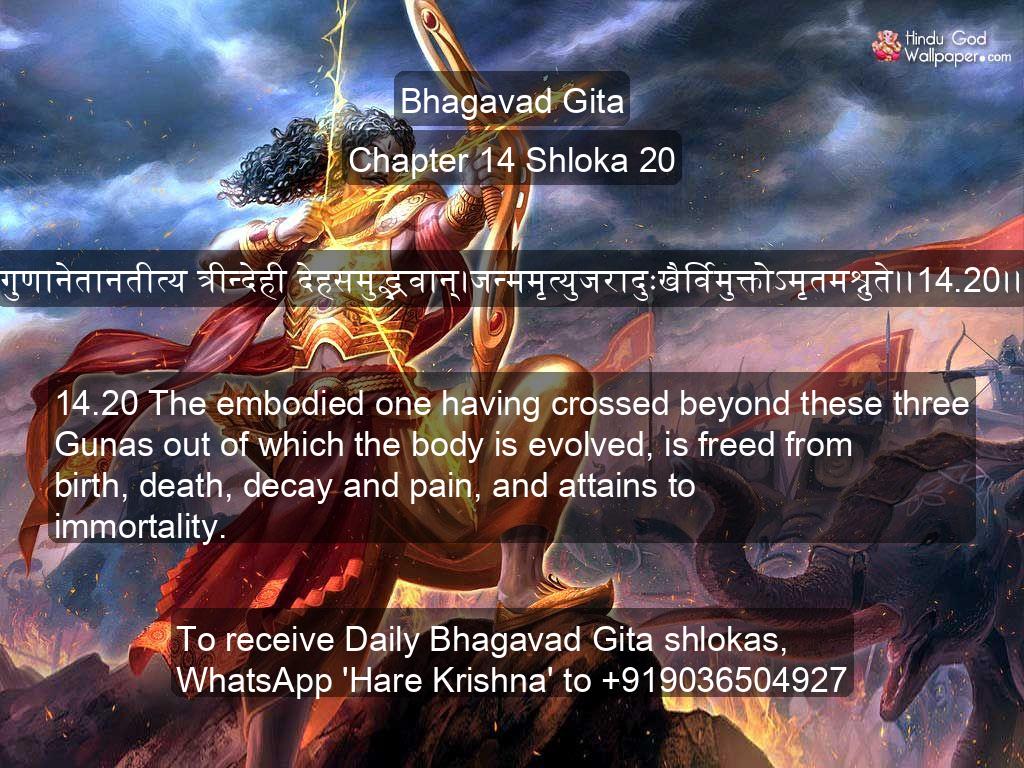 Hindu God
Wallpaper.com
Bhagavad Gita
Chapter 14 Shloka 20
गुणानेतानतीत्य त्रीन्देही देहसमुद्भवान्।जन्ममृत्युजरादुःखैर्विमुक्तोऽमृतमश्नुते।।14.20।।
14.20 The embodied one having crossed beyond these three
Gunas out of which the body is evolved, is freed from
birth, death, decay and pain, and attains to
immortality.
To receive Daily Bhagavad Gita shlokas,
WhatsApp 'Hare Krishna' to +919036504927